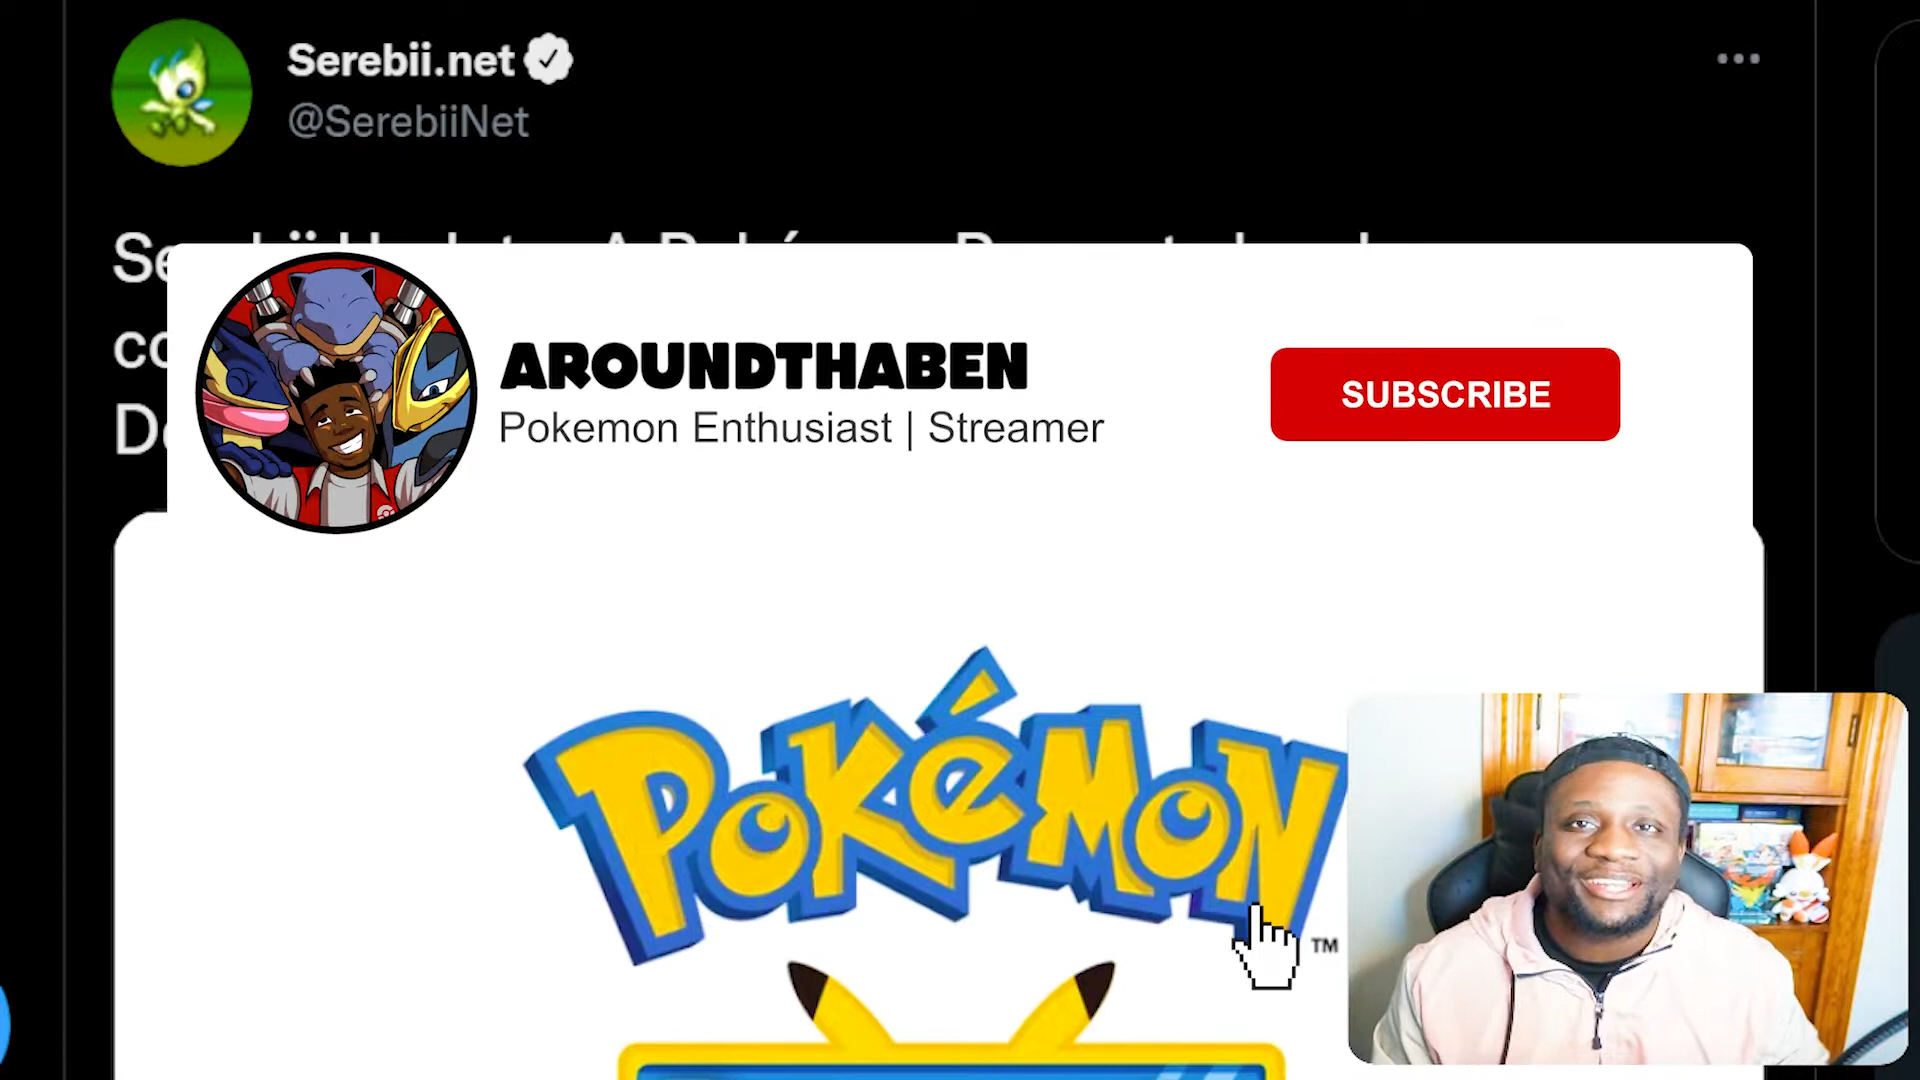 Serebii.net
@SerebiiNet
AROUNDTHABEN
Pokemon Enthusiast | Streamer
SUBSCRIBE
POKéMON
TM